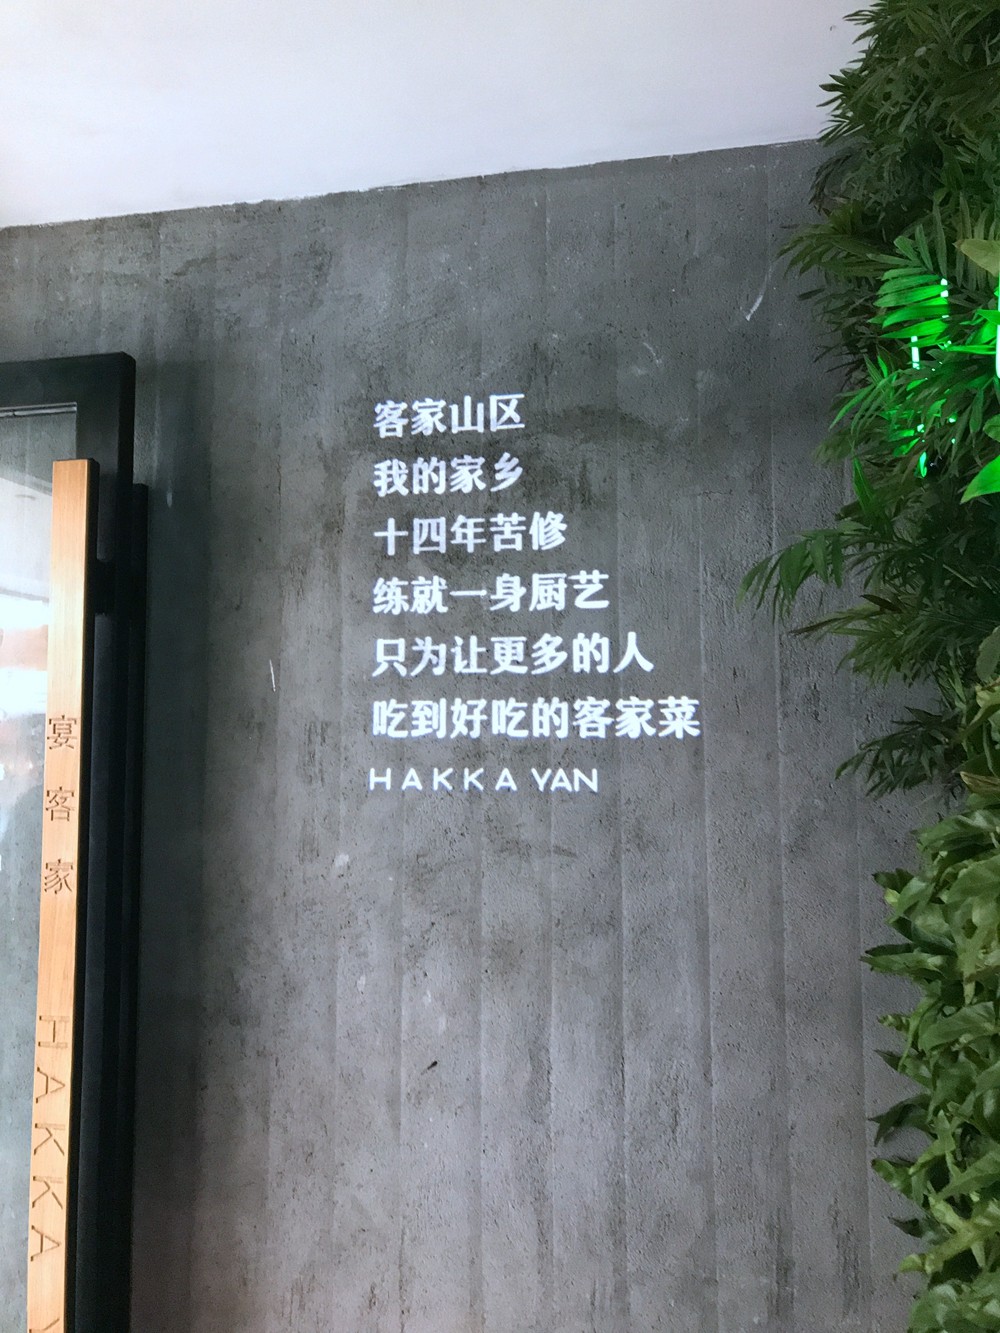 客家山区
我的家乡
十四年苦修
练就一身厨艺
只为让更多的人
吃到好吃的客家菜
HAKKA YAN
宴客家
HAKKA Y